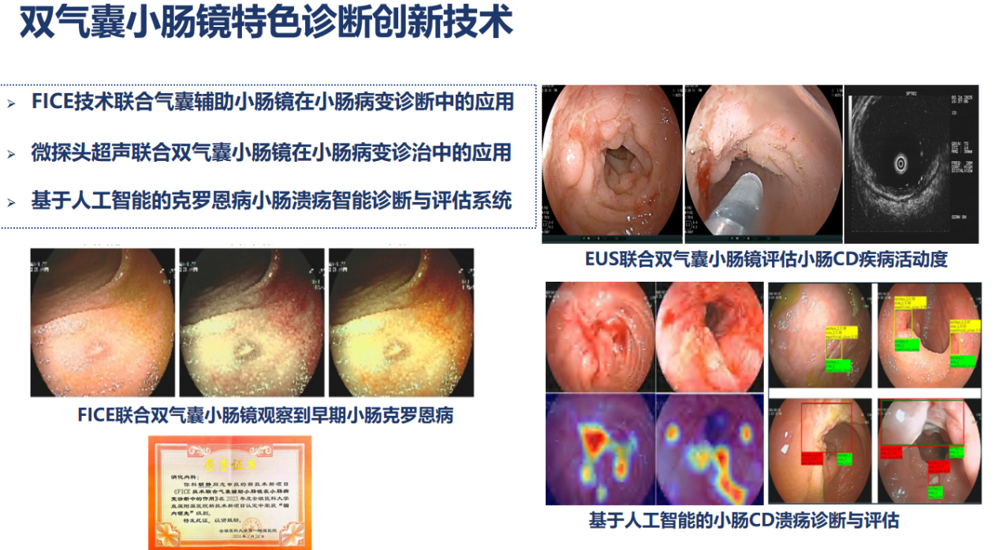 双气囊小肠镜特色诊断创新技术
FICE技术联合气囊辅助小肠镜在小肠病变诊断中的应用
微探头超声联合双气囊小肠镜在小肠病变诊治中的应用
基于人工智能的克罗恩病小肠溃疡智能诊断与评估系统
EUS联合双气囊小肠镜评估小肠CD疾病活动度
FICE联合双气囊小肠镜观察到早期小肠克罗恩病
荣誉证书
消化内科：
你科胡静同志申报的新技术新项目
《FICE技术联合气囊辅助小肠镜在小肠病
变诊断中的作用》在2023年度安徽医科大学
附属医院新技术新项目认定中荣获“国
内领先”级别。
特发此证，以资鼓励。
安徽医科大学第一附属医院
基于人工智能的小肠CD溃疡诊断与评估